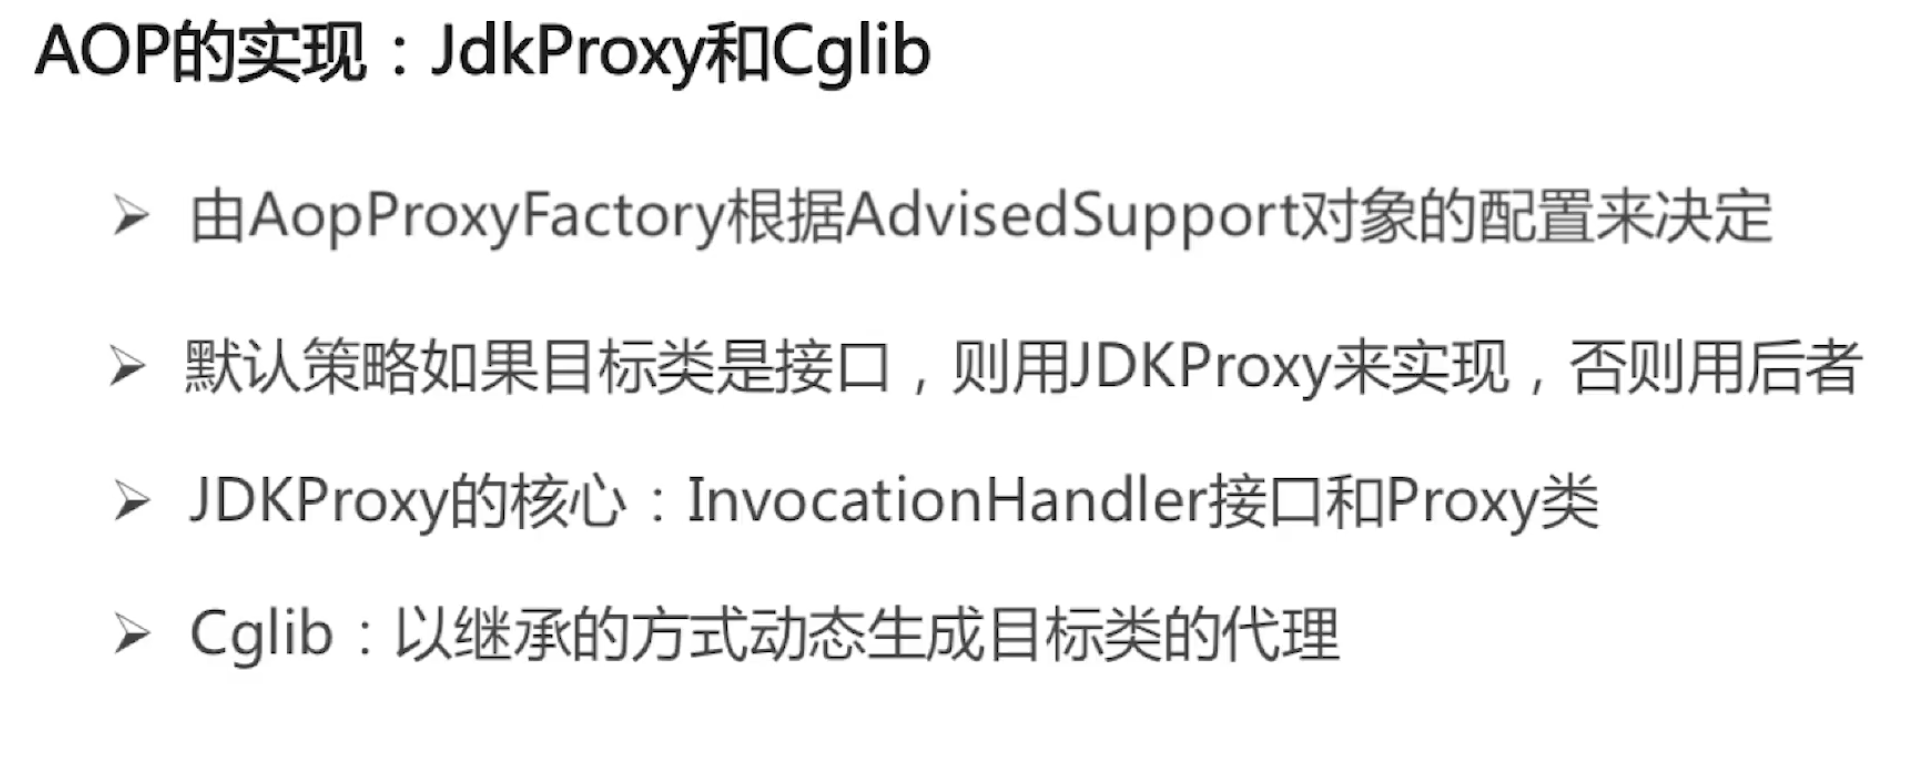 AOP的实现：JdkProxy和Cglib
➢ 由AopProxyFactory根据AdvisedSupport对象的配置来决定
➢ 默认策略如果目标类是接口，则用JDKProxy来实现，否则用后者
➢ JDKProxy的核心：InvocationHandler接口和Proxy类
➢ Cglib：以继承的方式动态生成目标类的代理